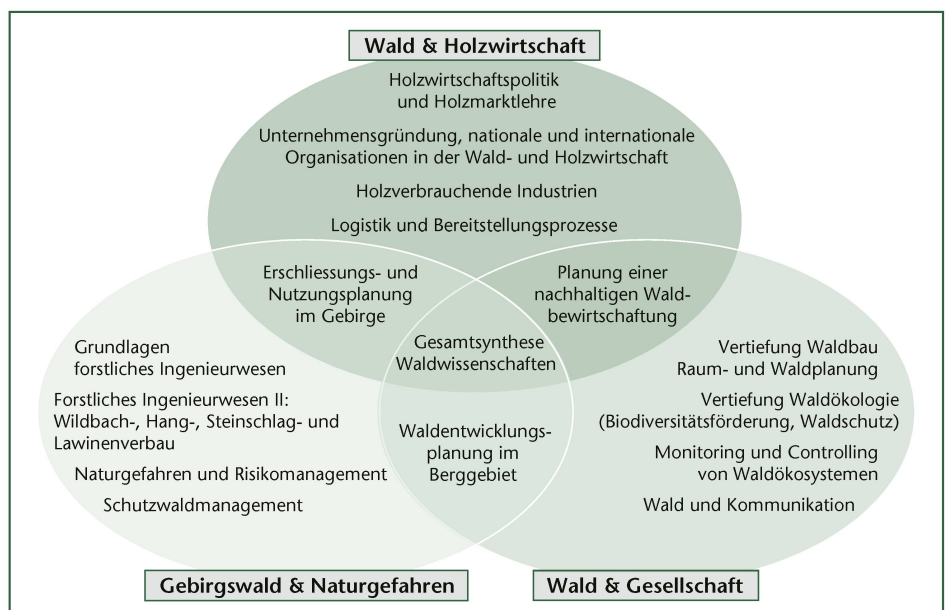 Wald & Holzwirtschaft
Holzwirtschaftspolitik
und Holzmarktlehre
Unternehmensgründung, nationale und internationale
Organisationen in der Wald- und Holzwirtschaft
Holzverbrauchende Industrien
Logistik und Bereitstellungsprozesse
Erschliessungs- und
Nutzungsplanung
im Gebirge
Planung einer
nachhaltigen Wald-
bewirtschaftung
Gesamtsynthese
Waldwissenschaften
Grundlagen
forstliches Ingenieurwesen
Forstliches Ingenieurwesen II:
Wildbach-, Hang-, Steinschlag- und
Lawinenverbau
Naturgefahren und Risikomanagement
Schutzwaldmanagement
Waldentwicklungs-
planung im
Berggebiet
Vertiefung Waldbau
Raum- und Waldplanung
Vertiefung Waldökologie
(Biodiversitätsförderung, Waldschutz)
Monitoring und Controlling
von Waldökosystemen
Wald und Kommunikation
Gebirgswald & Naturgefahren
Wald & Gesellschaft